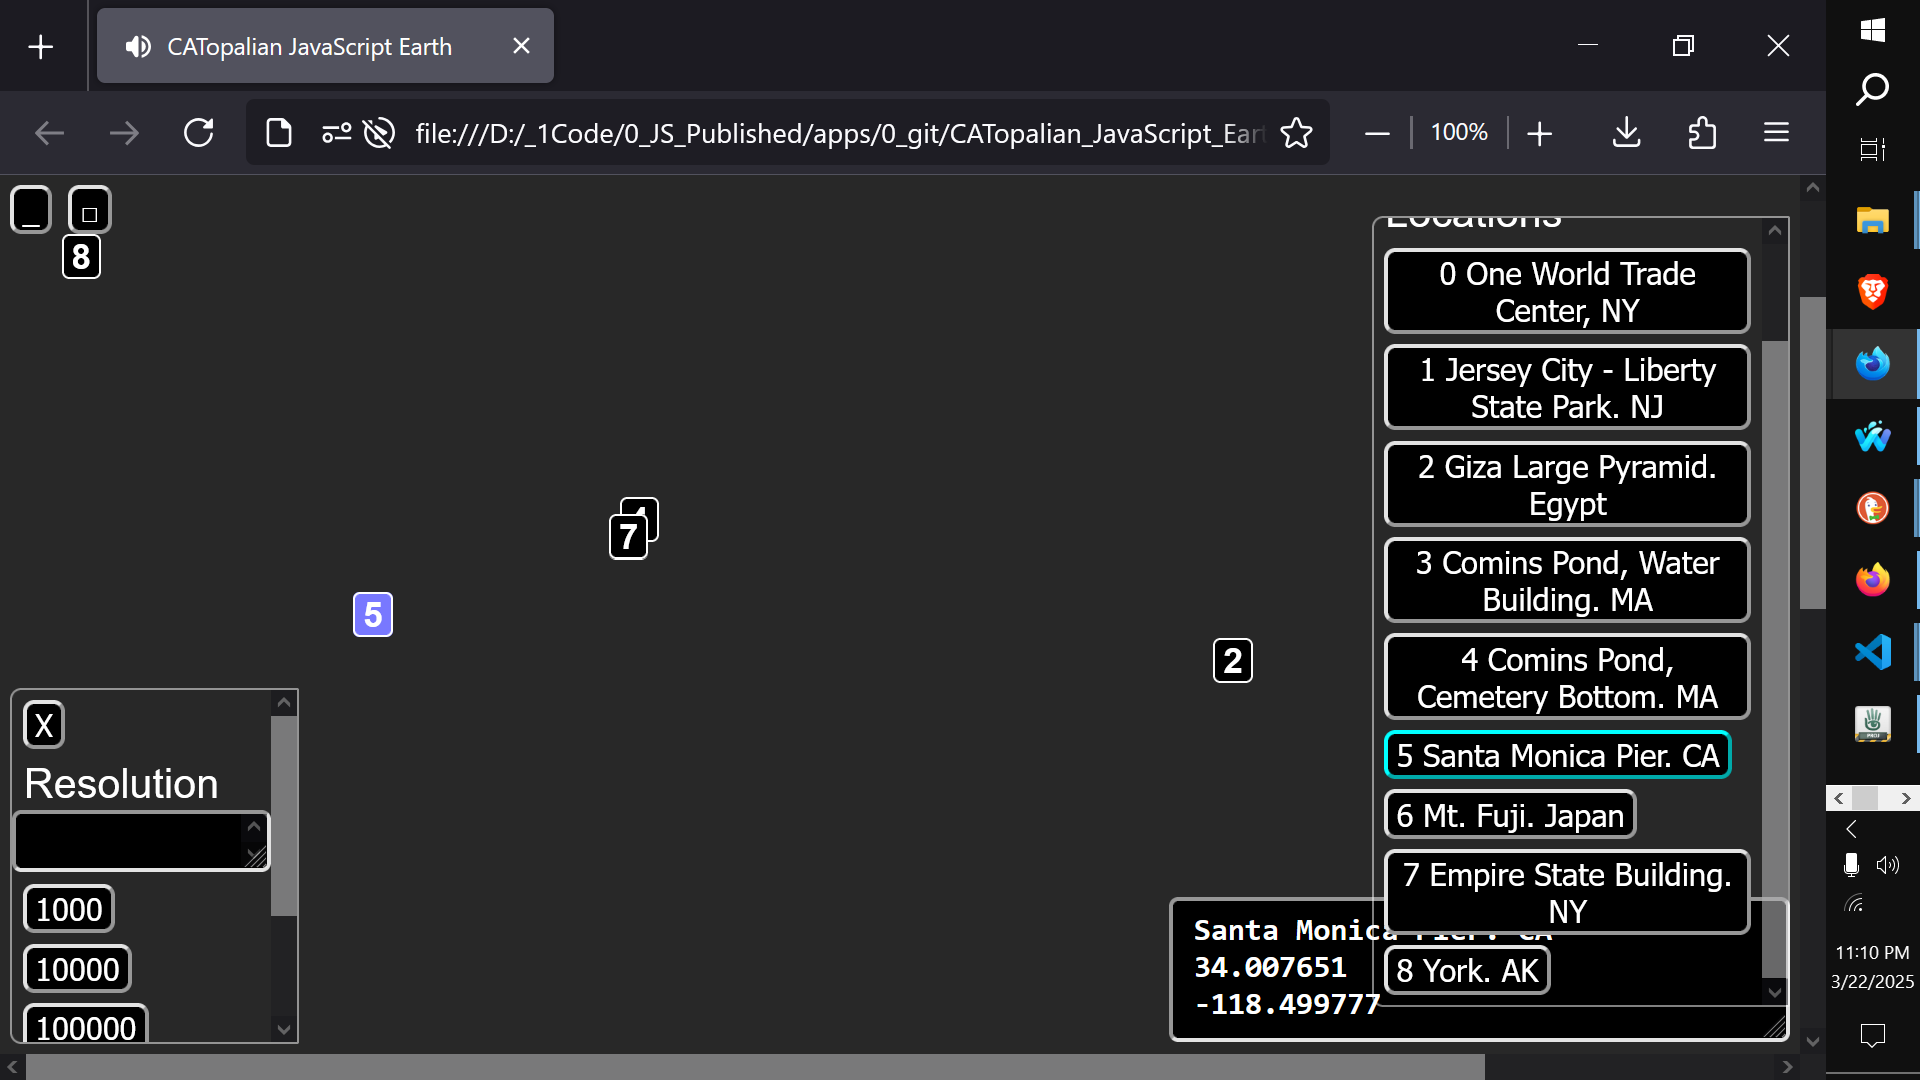 CATopalian JavaScript Earth
file:///D:/_1Code/0_JS_Published/apps/0_git/CATopalian_JavaScript_Eart
100%
8
7
5
2
X
Resolution
1000
10000
100000
Locations
0 One World Trade
Center, NY
1 Jersey City - Liberty
State Park. NJ
2 Giza Large Pyramid.
Egypt
3 Comins Pond, Water
Building. MA
4 Comins Pond,
Cemetery Bottom. MA
5 Santa Monica Pier. CA
6 Mt. Fuji. Japan
7 Empire State Building.
NY
8 York. AK
Santa Monica Pier. CA
34.007651
-118.499777
11:10 PM
3/22/2025